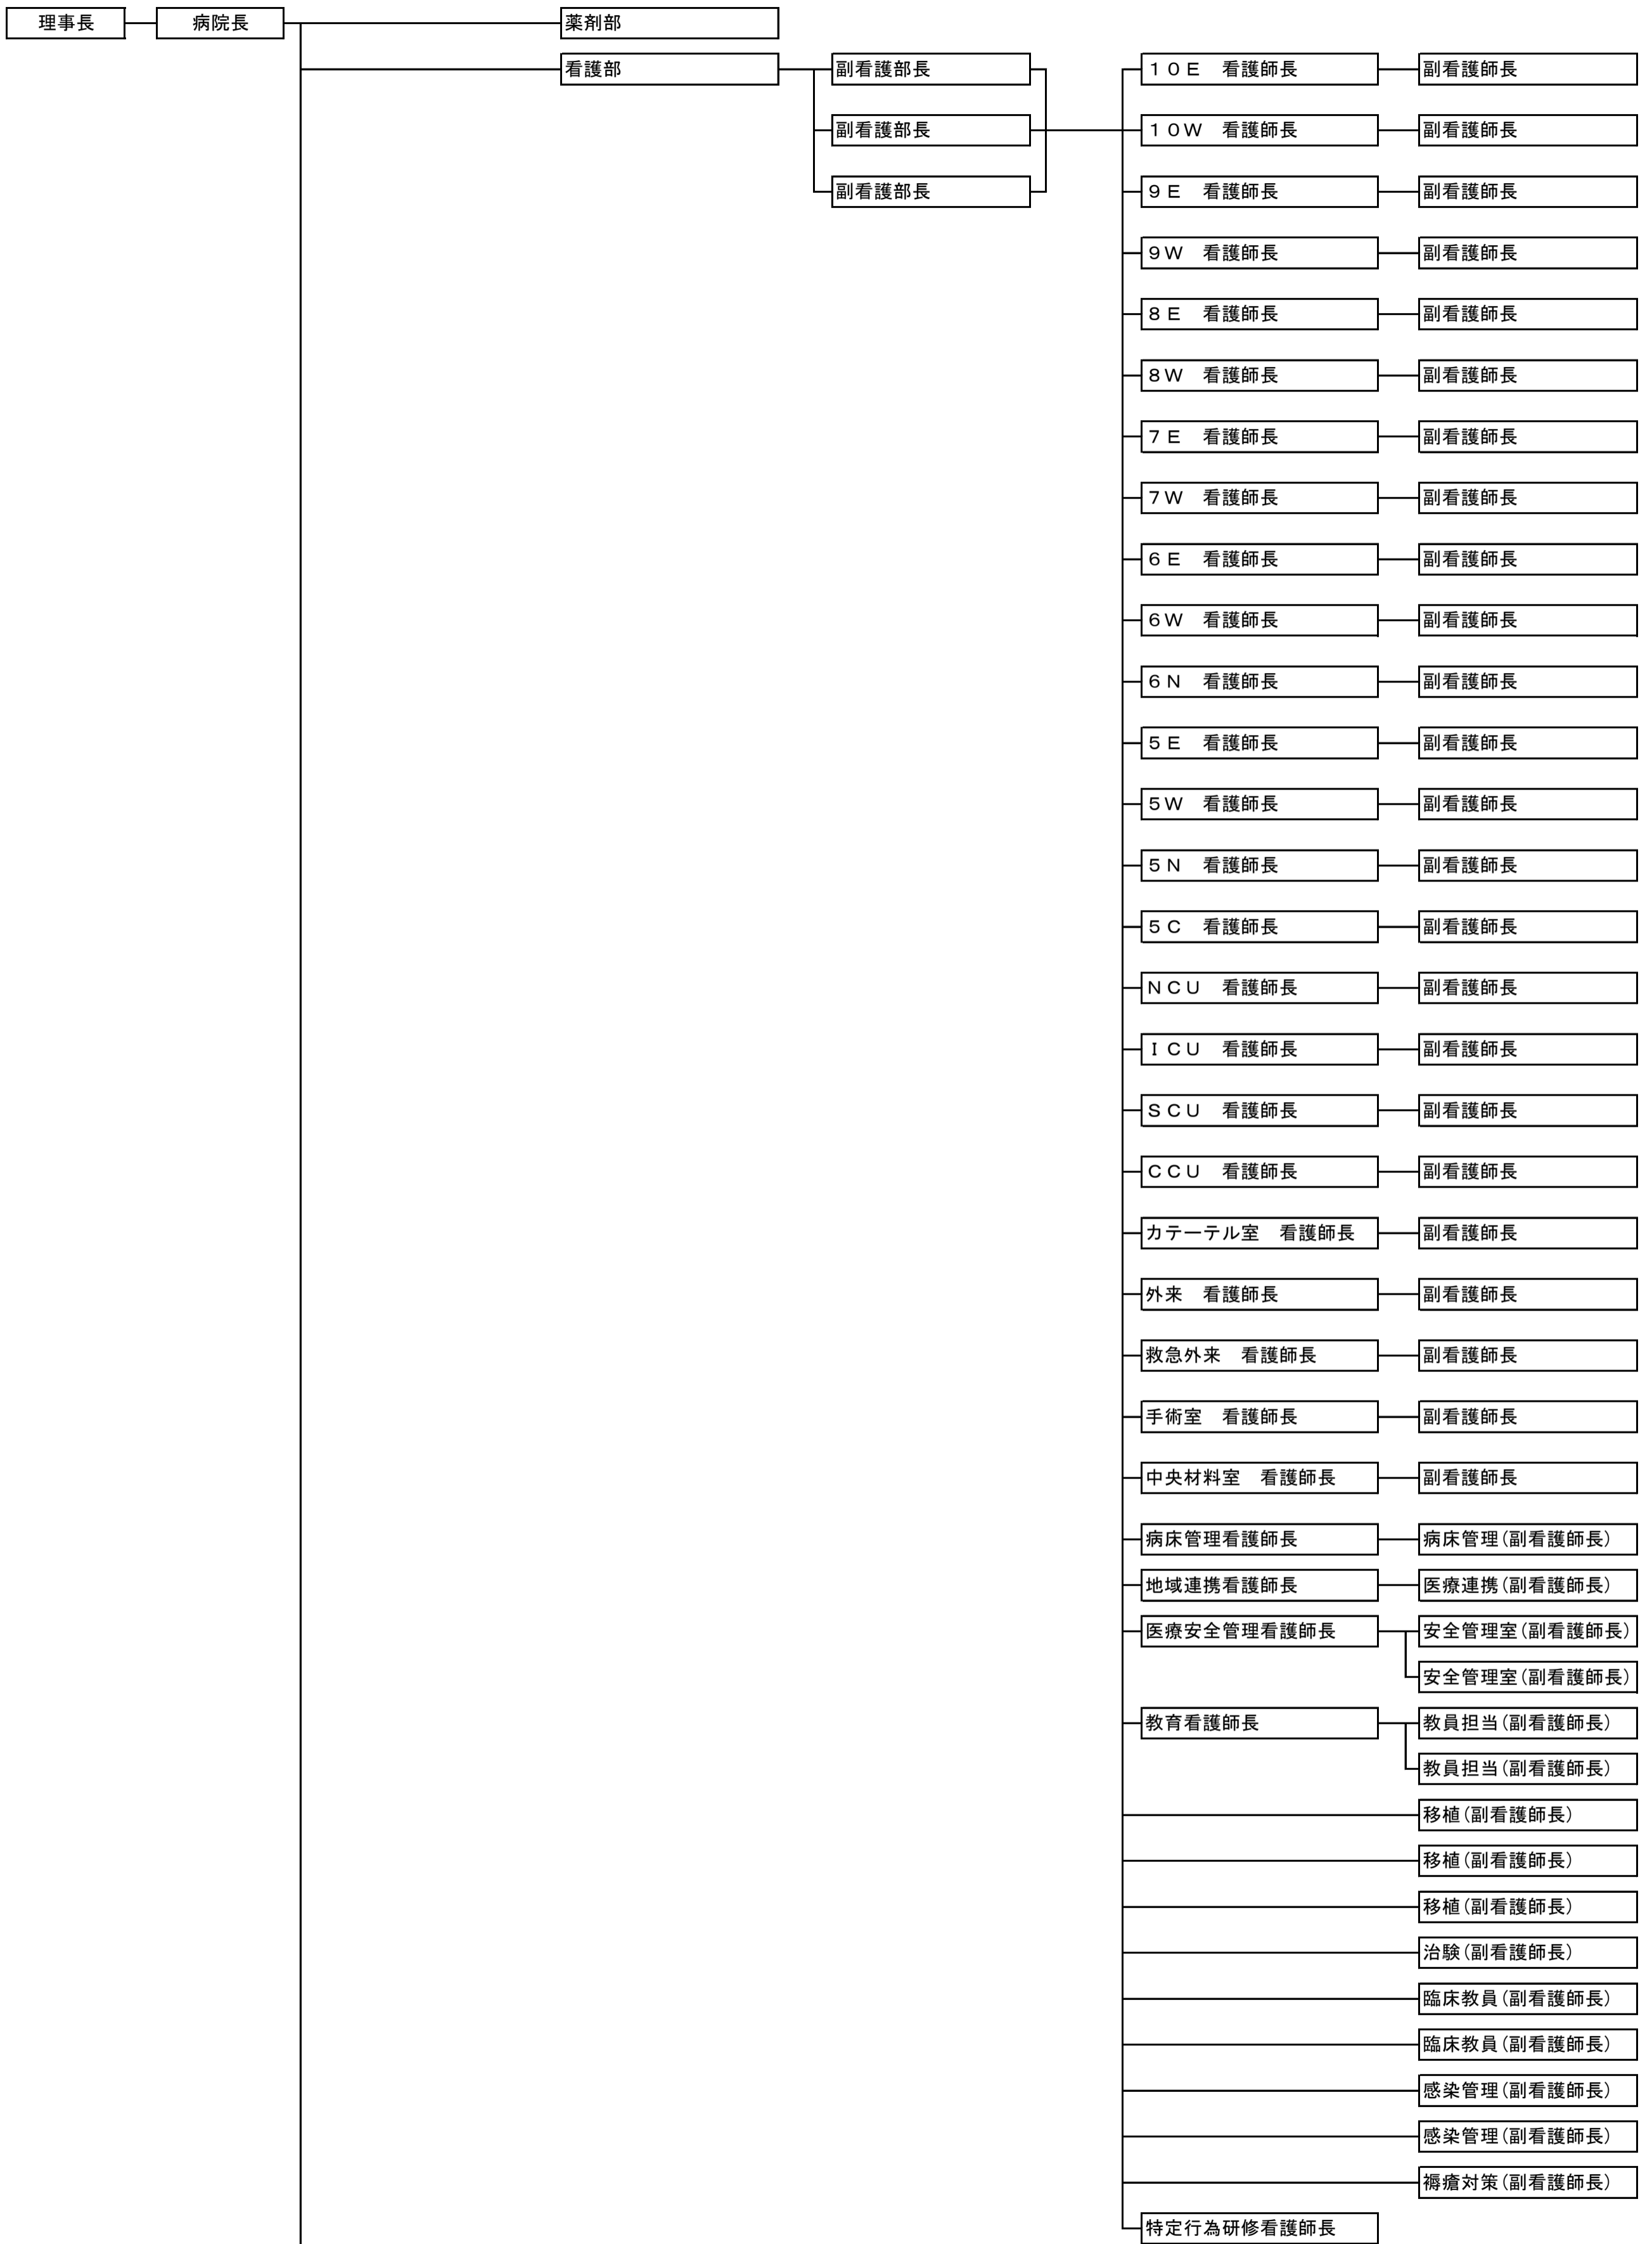 理事長　病院長　薬剤部
看護部　副看護部長　１０Ｅ　看護師長　副看護師長
副看護部長　１０Ｗ　看護師長　副看護師長
副看護部長　９Ｅ　看護師長　副看護師長
９Ｗ　看護師長　副看護師長
８Ｅ　看護師長　副看護師長
８Ｗ　看護師長　副看護師長
７Ｅ　看護師長　副看護師長
７Ｗ　看護師長　副看護師長
６Ｅ　看護師長　副看護師長
６Ｗ　看護師長　副看護師長
６Ｎ　看護師長　副看護師長
５Ｅ　看護師長　副看護師長
５Ｗ　看護師長　副看護師長
５Ｎ　看護師長　副看護師長
５Ｃ　看護師長　副看護師長
ＮＣＵ　看護師長　副看護師長
ＩＣＵ　看護師長　副看護師長
ＳＣＵ　看護師長　副看護師長
ＣＣＵ　看護師長　副看護師長
カテーテル室　看護師長　副看護師長
外来　看護師長　副看護師長
救急外来　看護師長　副看護師長
手術室　看護師長　副看護師長
中央材料室　看護師長　副看護師長
病床管理看護師長　病床管理（副看護師長）
地域連携看護師長　医療連携（副看護師長）
医療安全管理看護師長　安全管理室（副看護師長）
安全管理室（副看護師長）
教育看護師長　教員担当（副看護師長）
教員担当（副看護師長）
移植（副看護師長）
移植（副看護師長）
移植（副看護師長）
治験（副看護師長）
臨床教員（副看護師長）
臨床教員（副看護師長）
感染管理（副看護師長）
感染管理（副看護師長）
褥瘡対策（副看護師長）
特定行為研修看護師長